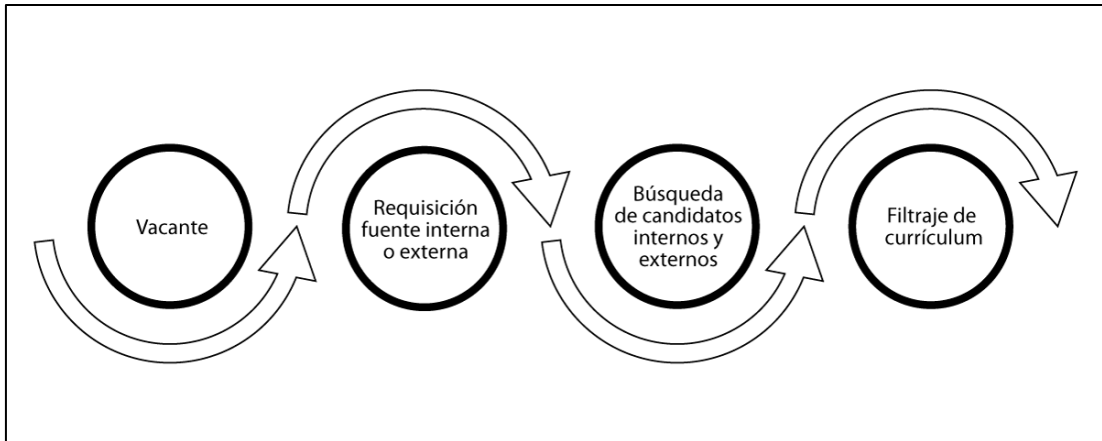 Vacante
Requisición
fuente interna
o externa
Búsqueda
de candidatos
internos y
externos
Filtraje de
currículum